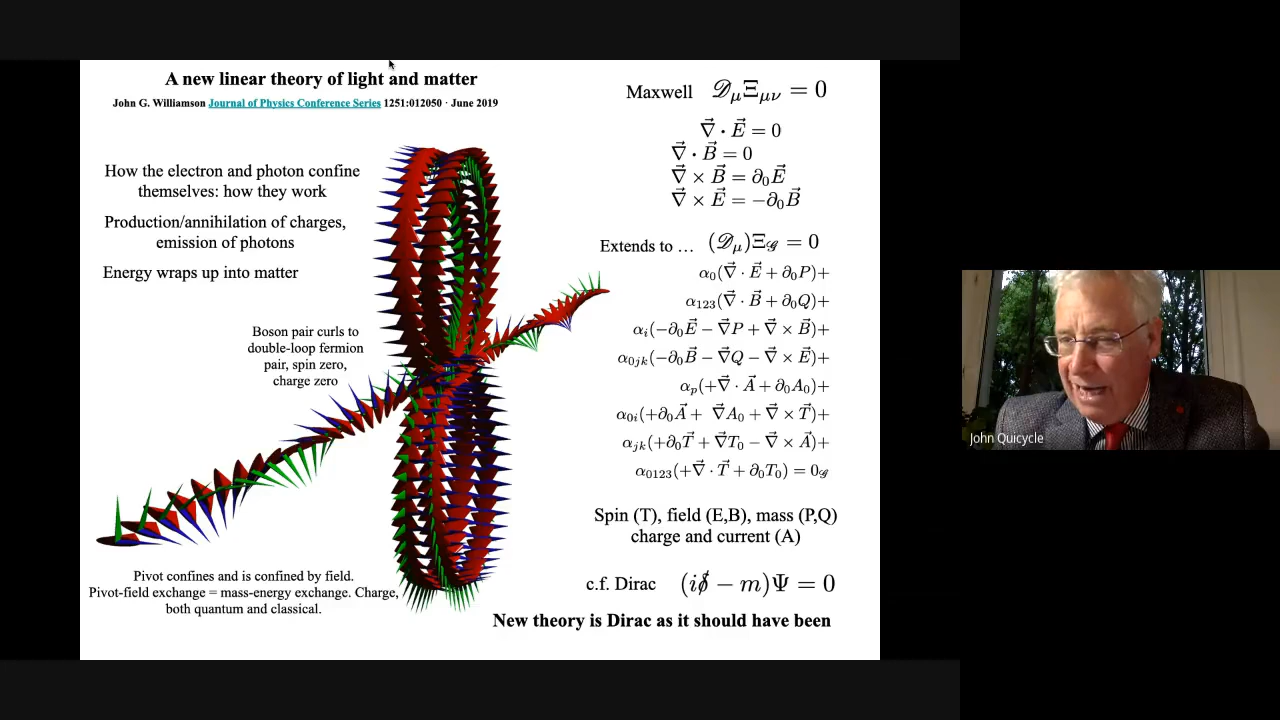 A new linear theory of light and matter
John G. Williamson Journal of Physics Conference Series 1251:012050 · June 2019
How the electron and photon confine
themselves: how they work
Production/annihilation of charges,
emission of photons
Energy wraps up into matter
Boson pair curls to
double-loop fermion
pair, spin zero,
charge zero
Pivot confines and is confined by field.
Pivot-field exchange = mass-energy exchange. Charge,
both quantum and classical.
Maxwell 𝒟_μ Ξ_μν = 0
∇⃗ · E⃗ = 0
∇⃗ · B⃗ = 0
∇⃗ × B⃗ = ∂₀E⃗
∇⃗ × E⃗ = −∂₀B⃗
Extends to … (𝒟_μ)Ξ_𝒢 = 0
α₀(∇⃗ · E⃗ + ∂₀P)+
α₁₂₃(∇⃗ · B⃗ + ∂₀Q)+
α_i(−∂₀E⃗ − ∇⃗P + ∇⃗ × B⃗)+
α_0jk(−∂₀B⃗ − ∇⃗Q − ∇⃗ × E⃗)+
α_p(+∇⃗ · A⃗ + ∂₀A₀)+
α_0i(+∂₀A⃗ + ∇⃗A₀ + ∇⃗ × T⃗)+
α_jk(+∂₀T⃗ + ∇⃗T₀ − ∇⃗ × A⃗)+
α₀₁₂₃(+∇⃗ · T⃗ + ∂₀T₀) = 0_𝒢
Spin (T), field (E,B), mass (P,Q)
charge and current (A)
c.f. Dirac (i∂̸ − m)Ψ = 0
New theory is Dirac as it should have been
John Quicycle